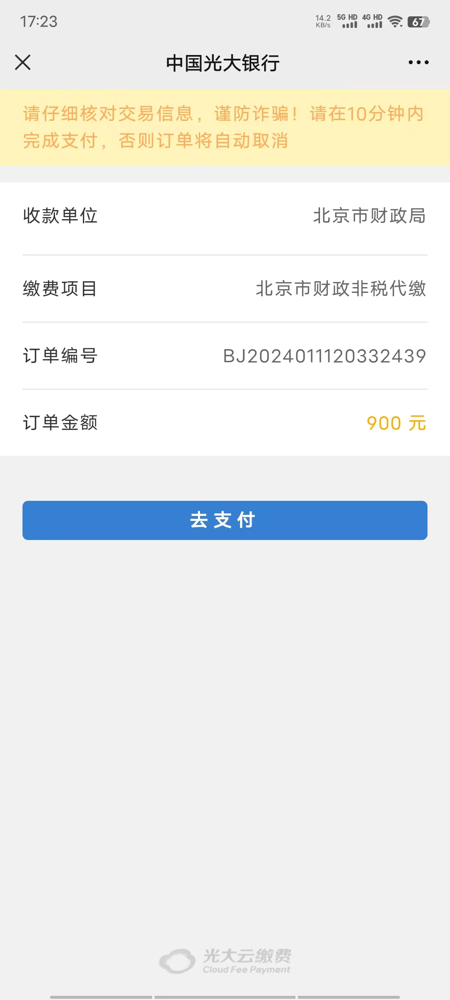 17:23
14.2 KB/s 5G HD 4G HD 67
中国光大银行
请仔细核对交易信息，谨防诈骗！请在10分钟内
完成支付，否则订单将自动取消
收款单位 北京市财政局
缴费项目 北京市财政非税代缴
订单编号 BJ2024011120332439
订单金额 900 元
去支付
光大云缴费
Cloud Fee Payment